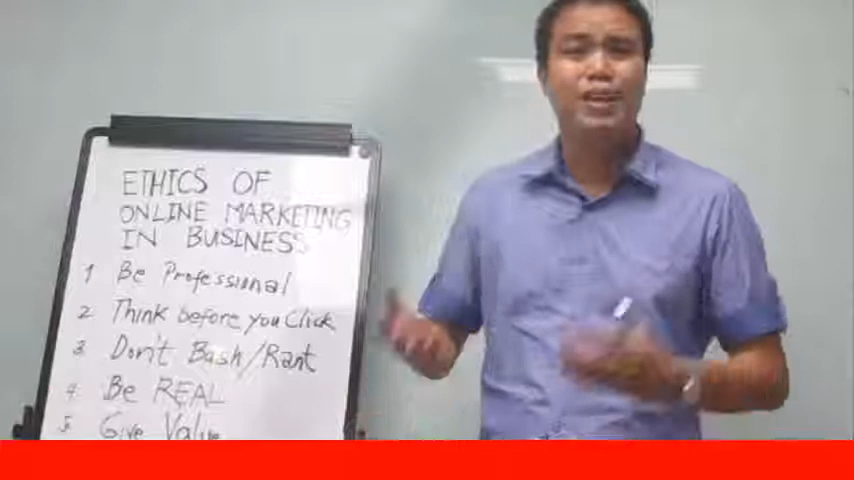 ETHICS OF
ONLINE MARKETING
IN BUSINESS
1 Be Professional
2 Think before you Click
3 Don't Bash/Rant
4 Be REAL
5 Give Value